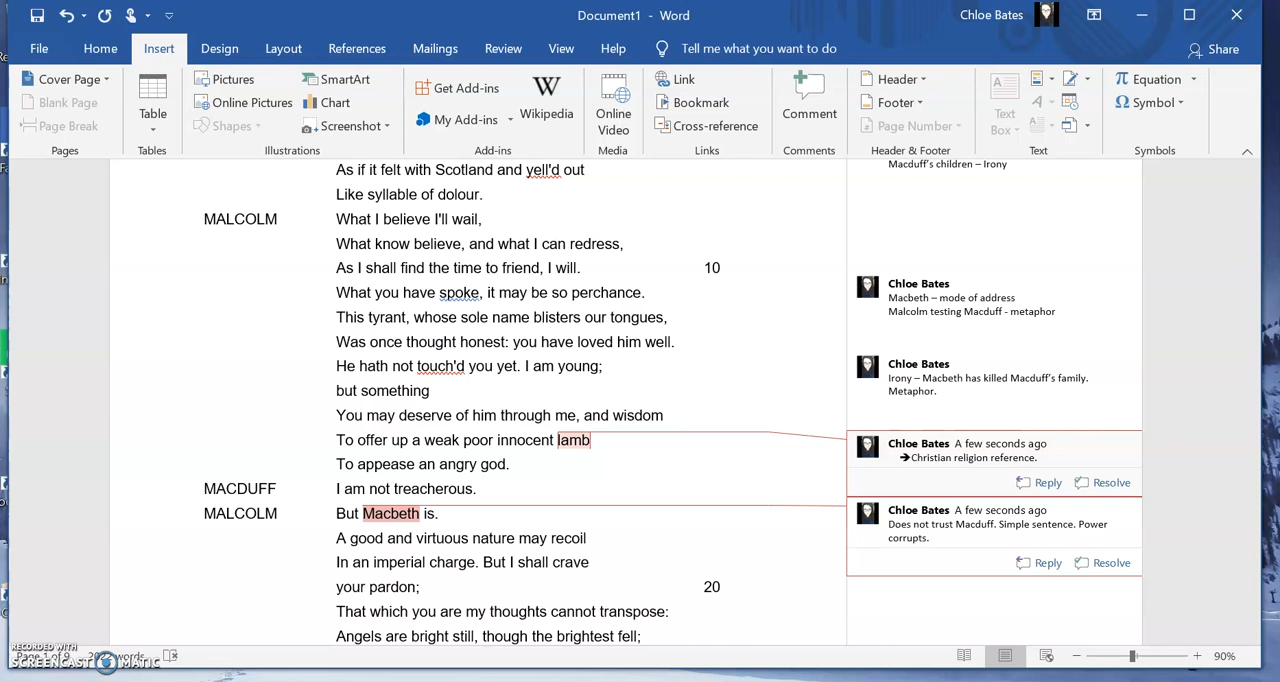 Document1 - Word
Chloe Bates
File Home Insert Design Layout References Mailings Review View Help Tell me what you want to do Share
Cover Page
Blank Page
Page Break
Pages
Table
Tables
Pictures
Online Pictures
Shapes
SmartArt
Chart
Screenshot
Illustrations
Get Add-ins
My Add-ins
Wikipedia
Add-ins
Online
Video
Media
Link
Bookmark
Cross-reference
Links
Comment
Comments
Header
Footer
Page Number
Header & Footer
Text
Box
Text
Equation
Symbol
Symbols
As if it felt with Scotland and yell'd out
Like syllable of dolour.
MALCOLM What I believe I'll wail,
What know believe, and what I can redress,
As I shall find the time to friend, I will. 10
What you have spoke, it may be so perchance.
This tyrant, whose sole name blisters our tongues,
Was once thought honest: you have loved him well.
He hath not touch'd you yet. I am young;
but something
You may deserve of him through me, and wisdom
To offer up a weak poor innocent lamb
To appease an angry god.
MACDUFF I am not treacherous.
MALCOLM But Macbeth is.
A good and virtuous nature may recoil
In an imperial charge. But I shall crave
your pardon; 20
That which you are my thoughts cannot transpose:
Angels are bright still, though the brightest fell;
Macduff's children – Irony
Chloe Bates
Macbeth – mode of address
Malcolm testing Macduff - metaphor
Chloe Bates
Irony – Macbeth has killed Macduff's family.
Metaphor.
Chloe Bates A few seconds ago
➔Christian religion reference.
Reply Resolve
Chloe Bates A few seconds ago
Does not trust Macduff. Simple sentence. Power
corrupts.
Reply Resolve
RECORDED WITH
SCREENCAST MATIC
Page 1 of 9 words
90%